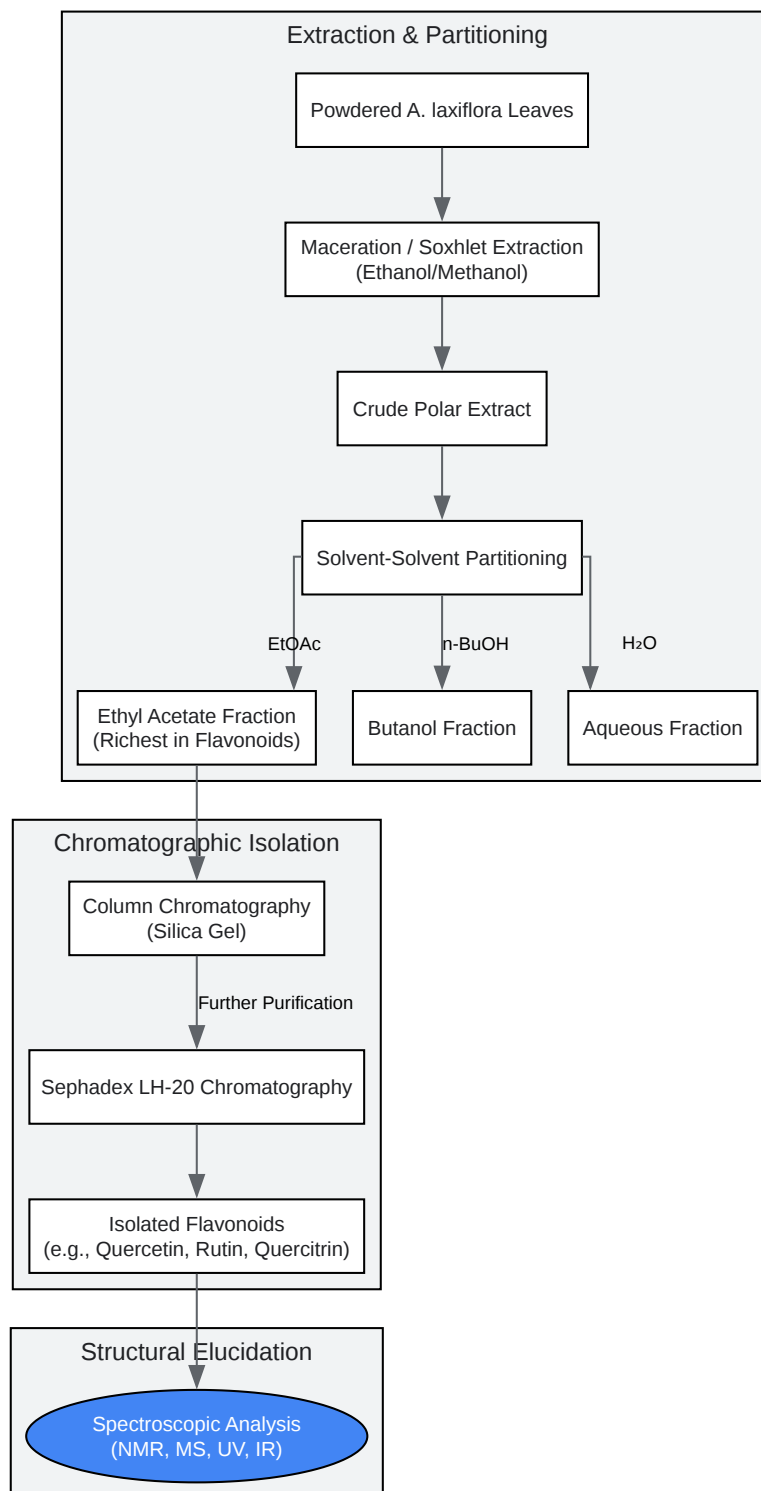 Extraction & Partitioning
Powdered A. laxiflora Leaves
Maceration / Soxhlet Extraction
(Ethanol/Methanol)
Crude Polar Extract
Solvent-Solvent Partitioning
EtOAc
n-BuOH
H₂O
Ethyl Acetate Fraction
(Richest in Flavonoids)
Butanol Fraction
Aqueous Fraction
Chromatographic Isolation
Column Chromatography
(Silica Gel)
Further Purification
Sephadex LH-20 Chromatography
Isolated Flavonoids
(e.g., Quercetin, Rutin, Quercitrin)
Structural Elucidation
Spectroscopic Analysis
(NMR, MS, UV, IR)